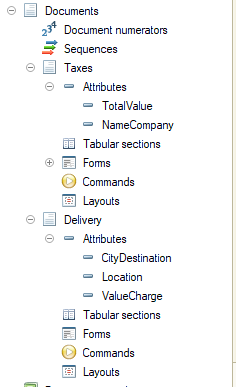 Documents
Document numerators
Sequences
Taxes
Attributes
TotalValue
NameCompany
Tabular sections
Forms
Commands
Layouts
Delivery
Attributes
CityDestination
Location
ValueCharge
Tabular sections
Forms
Commands
Layouts